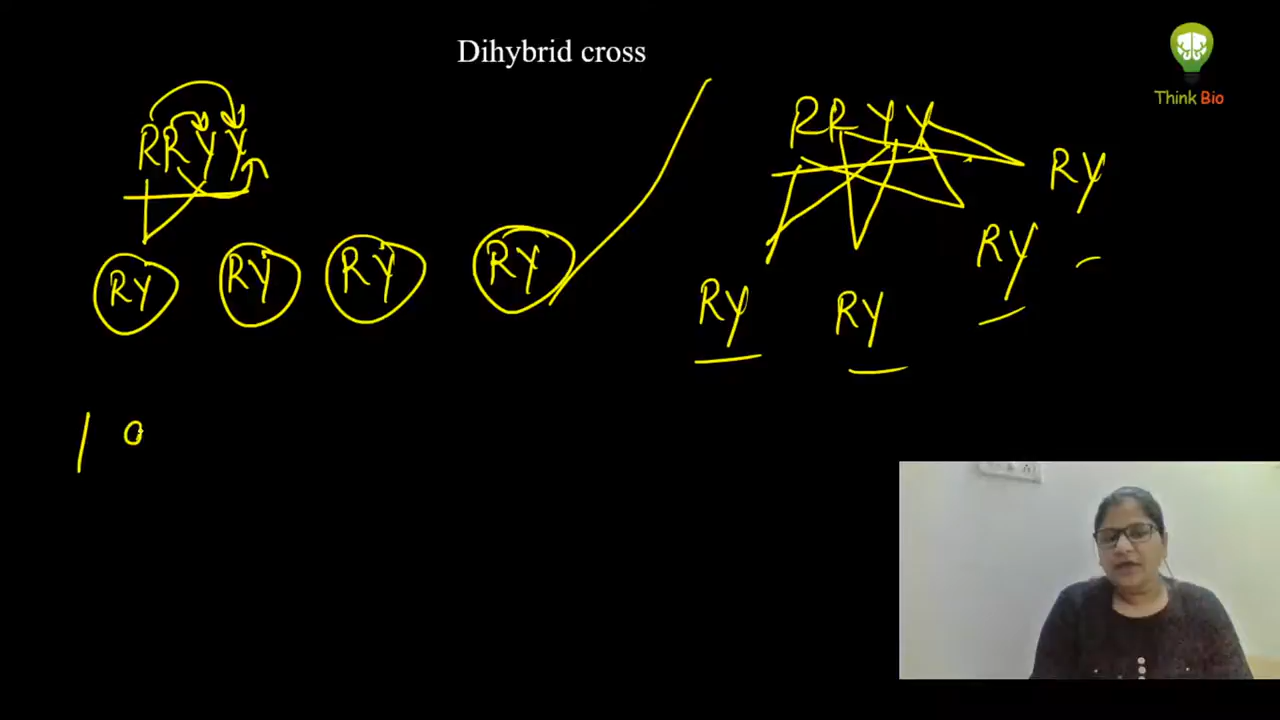 Dihybrid cross
Think Bio
RRYY
RRYY
RY
RY RY RY RY
RY
RY RY